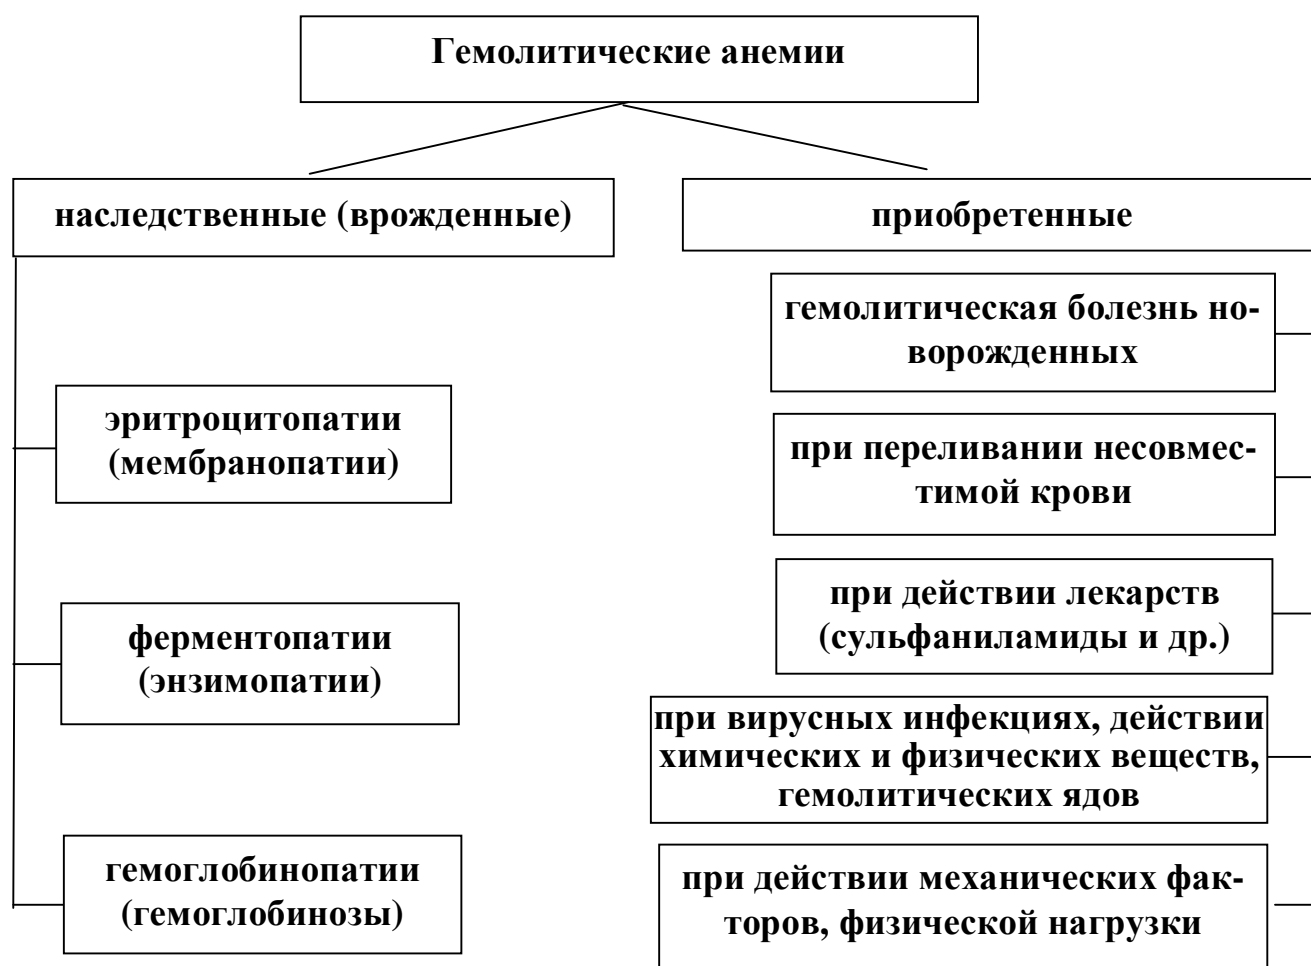 Гемолитические анемии
наследственные (врожденные)
приобретенные
эритроцитопатии
(мембранопатии)
ферментопатии
(энзимопатии)
гемоглобинопатии
(гемоглобинозы)
гемолитическая болезнь но-
ворожденных
при переливании несовмес-
тимой крови
при действии лекарств
(сульфаниламиды и др.)
при вирусных инфекциях, действии
химических и физических веществ,
гемолитических ядов
при действии механических фак-
торов, физической нагрузки